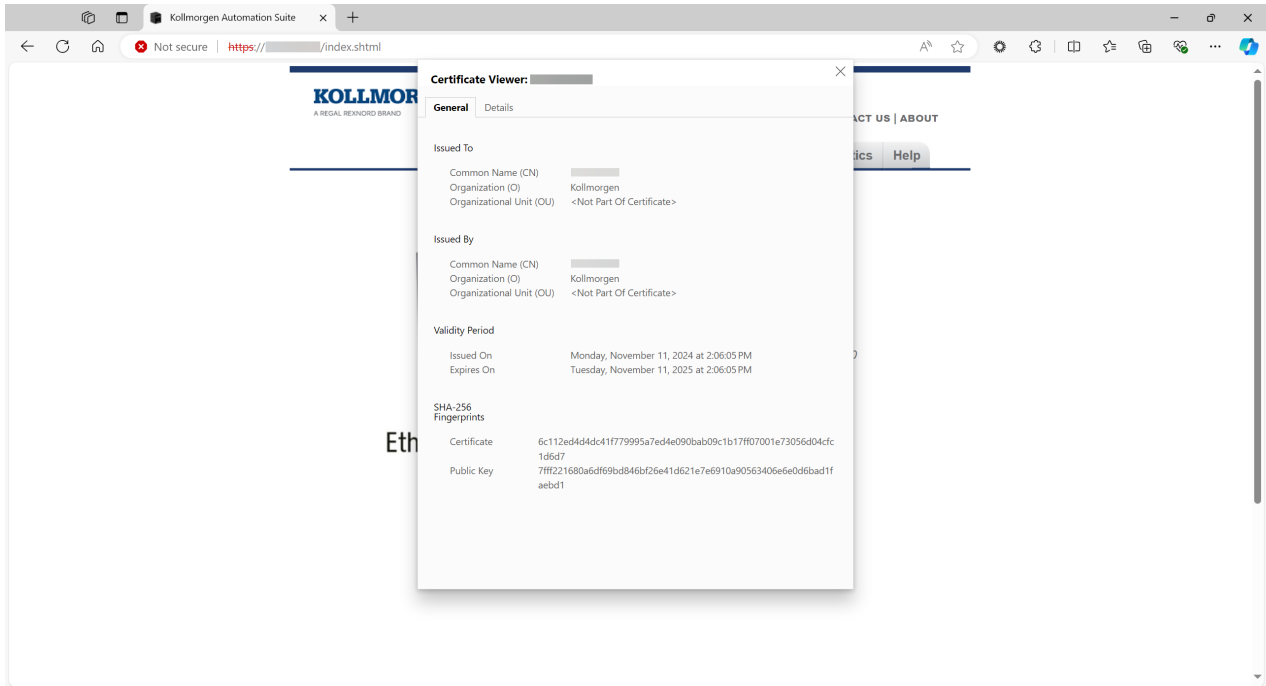 Kollmorgen Automation Suite
Not secure https:// /index.shtml
KOLLMOR
A REGAL REXNORD BRAND
ACT US | ABOUT
tics Help
Eth
Certificate Viewer:
General Details
Issued To
Common Name (CN)
Organization (O) Kollmorgen
Organizational Unit (OU) <Not Part Of Certificate>
Issued By
Common Name (CN)
Organization (O) Kollmorgen
Organizational Unit (OU) <Not Part Of Certificate>
Validity Period
Issued On Monday, November 11, 2024 at 2:06:05 PM
Expires On Tuesday, November 11, 2025 at 2:06:05 PM
SHA-256
Fingerprints
Certificate 6c112ed4d4dc41f779995a7ed4e090bab09c1b17ff07001e73056d04cfc
1d6d7
Public Key 7fff221680a6df69bd846bf26e41d621e7e6910a90563406e6e0d6bad1f
aebd1